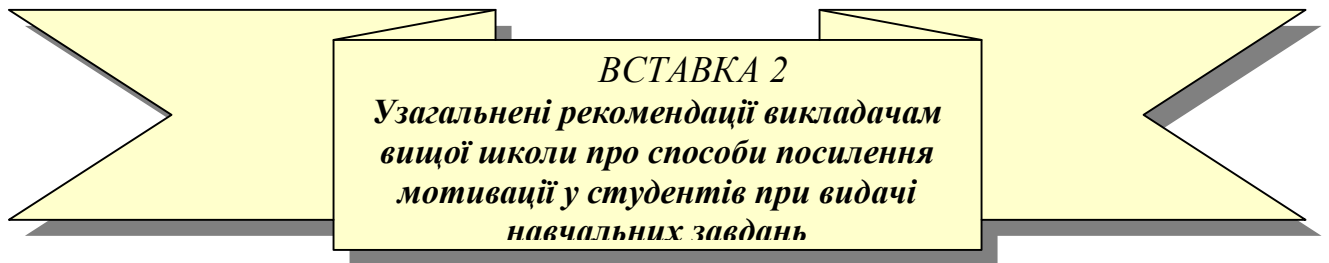 ВСТАВКА 2
Узагальнені рекомендації викладачам
вищої школи про способи посилення
мотивації у студентів при видачі
навчальних завдань